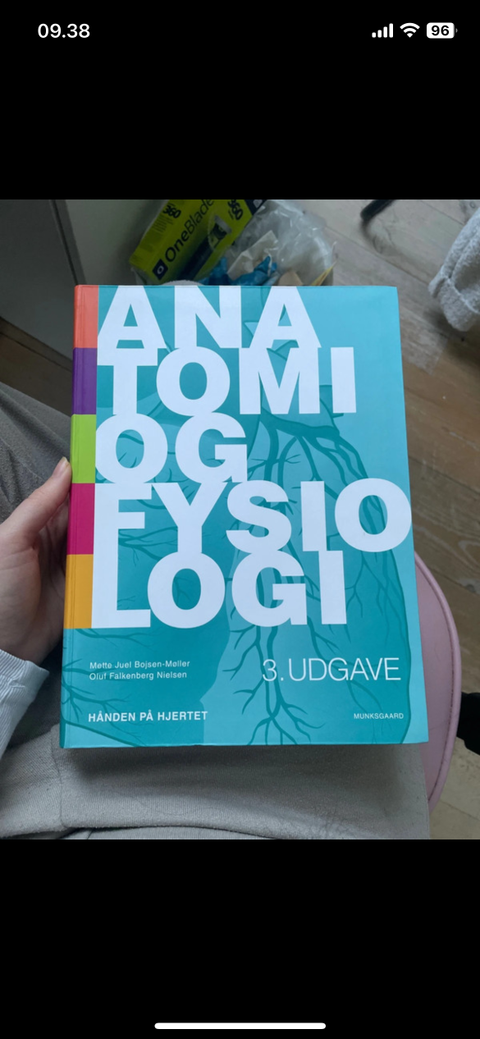 09.38
96
OneBlade
ANA
TOMI
OG
FYSIO
LOGI
Mette Juel Bojsen-Møller
Oluf Falkenberg Nielsen
3. UDGAVE
HÅNDEN PÅ HJERTET
MUNKSGAARD